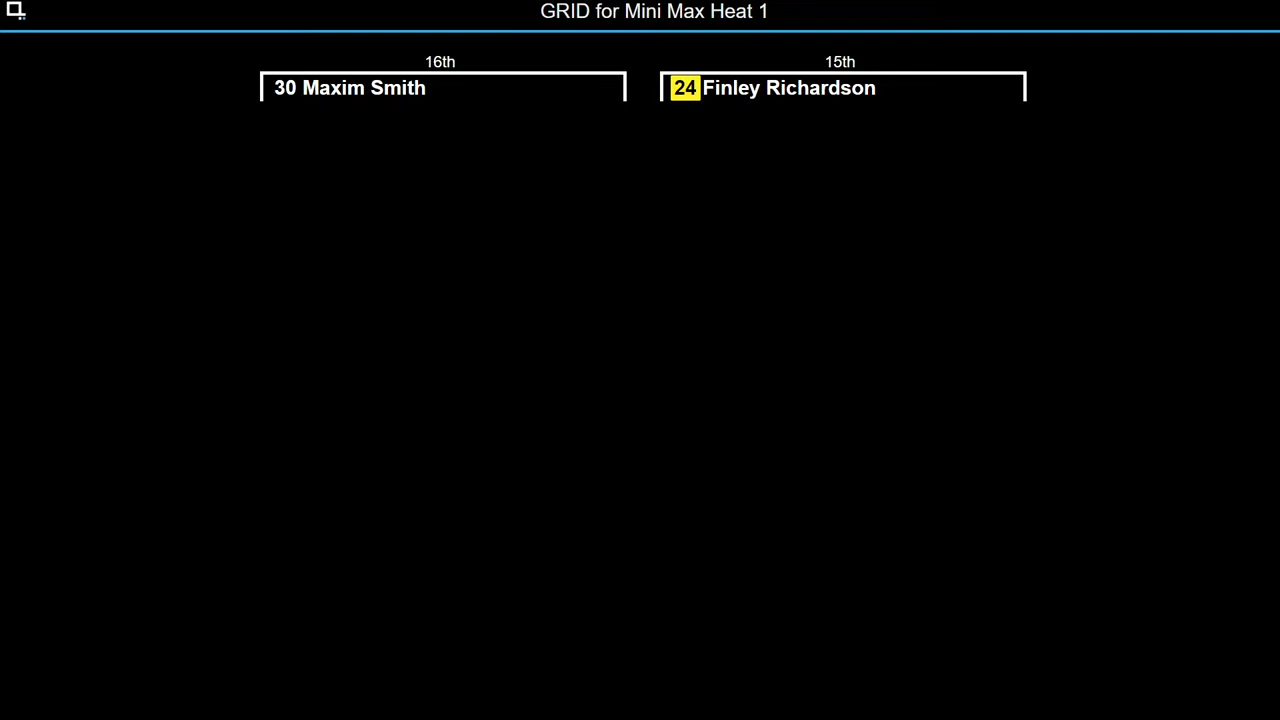 GRID for Mini Max Heat 1
16th
15th
30 Maxim Smith
24 Finley Richardson